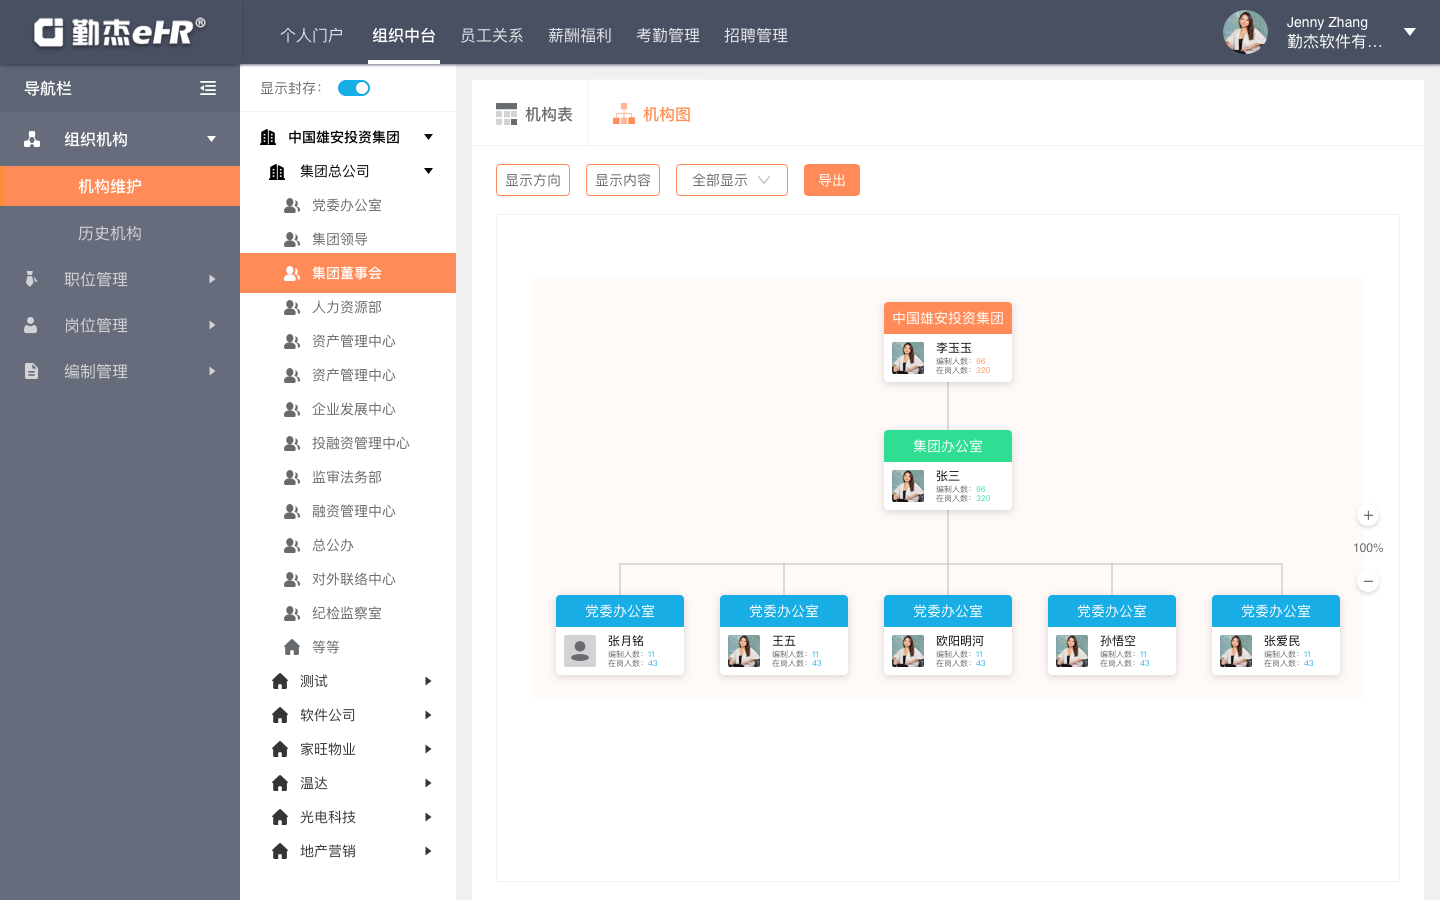 勤杰eHR®
个人门户 组织中台 员工关系 薪酬福利 考勤管理 招聘管理
Jenny Zhang
勤杰软件有...
导航栏
组织机构
机构维护
历史机构
职位管理
岗位管理
编制管理
显示封存：
中国雄安投资集团
集团总公司
党委办公室
集团领导
集团董事会
人力资源部
资产管理中心
资产管理中心
企业发展中心
投融资管理中心
监审法务部
融资管理中心
总公办
对外联络中心
纪检监察室
等等
测试
软件公司
家旺物业
温达
光电科技
地产营销
机构表 机构图
显示方向 显示内容 全部显示 导出
中国雄安投资集团
李玉玉
编制人数：96
在岗人数：320
集团办公室
张三
编制人数：96
在岗人数：320
+
100%
−
党委办公室
张月铭
编制人数：11
在岗人数：43
党委办公室
王五
编制人数：11
在岗人数：43
党委办公室
欧阳明河
编制人数：11
在岗人数：43
党委办公室
孙悟空
编制人数：11
在岗人数：43
党委办公室
张爱民
编制人数：11
在岗人数：43